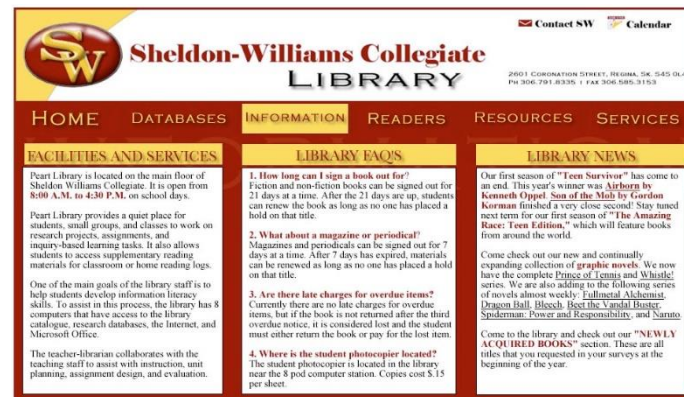 Contact SW
Calendar
SW
Sheldon-Williams Collegiate
LIBRARY
2601 CORONATION STREET, REGINA, SK. S4S 0L4
PH 306.791.8335 | FAX 306.585.3153
HOME DATABASES INFORMATION READERS RESOURCES SERVICES
FACILITIES AND SERVICES
Peart Library is located on the main floor of
Sheldon Williams Collegiate. It is open from
8:00 A.M. to 4:30 P.M. on school days.
Peart Library provides a quiet place for
students, small groups, and classes to work on
research projects, assignments, and
inquiry-based learning tasks. It also allows
students to access supplementary reading
materials for classroom or home reading logs.
One of the main goals of the library staff is to
help students develop information literacy
skills. To assist in this process, the library has 8
computers that have access to the library
catalogue, research databases, the Internet, and
Microsoft Office.
The teacher-librarian collaborates with the
teaching staff to assist with instruction, unit
planning, assignment design, and evaluation.
LIBRARY FAQ'S
1. How long can I sign a book out for?
Fiction and non-fiction books can be signed out for
21 days at a time. After the 21 days are up, students
can renew the book as long as no one has placed a
hold on that title.
2. What about a magazine or periodical?
Magazines and periodicals can be signed out for 7
days at a time. After 7 days has expired, materials
can be renewed as long as no one has placed a hold
on that title.
3. Are there late charges for overdue items?
Currently there are no late charges for overdue
items, but if the book is not returned after the third
overdue notice, it is considered lost and the student
must either return the book or pay for the lost item.
4. Where is the student photocopier located?
The student photocopier is located in the library
near the 8 pod computer station. Copies cost $.15
per sheet.
LIBRARY NEWS
Our first season of "Teen Survivor" has come to
an end. This year's winner was Airborn by
Kenneth Oppel. Son of the Mob by Gordon
Korman finished a very close second! Stay tuned
next term for our first season of "The Amazing
Race: Teen Edition," which will feature books
from around the world.
Come check out our new and continually
expanding collection of graphic novels. We now
have the complete Prince of Tennis and Whistle!
series. We are also adding to the following series
of novels almost weekly: Fullmetal Alchemist,
Dragon Ball, Bleech, Beet the Vandal Buster,
Spiderman: Power and Responsibility, and Naruto.
Come to the library and check out our "NEWLY
ACQUIRED BOOKS" section. These are all
titles that you requested in your surveys at the
beginning of the year.